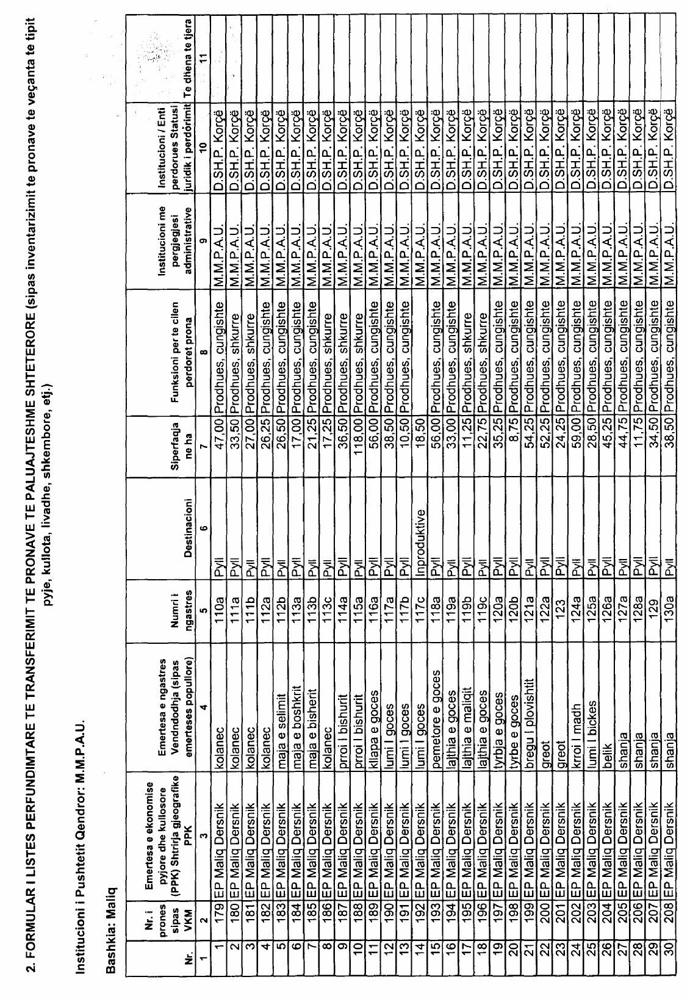 2. FORMULAR I LISTES PERFUNDIMTARE TE TRANSFERIMIT TE PRONAVE TE PALUAJTESHME SHTETERORE (sipas inventarizimit te pronave te veçanta te tipit
pyje, kullota, livadhe, shkembore, etj.)
Institucioni i Pushtetit Qendror: M.M.P.A.U.
Bashkia: Maliq
Nr. | Nr. i prones sipas VKM | Emertesa e ekonomise pyjore dhe kullosore (PPK) Shtrirja gjeografike PPK | Emertesa e ngastres Vendndodhja (sipas emerteses popullore) | Numri i ngastres | Destinacioni | Siperfaqja ne ha | Funksioni per te cilen perdoret prona | Institucioni me pergjegjesi administrative | Institucioni / Enti perdorues Statusi juridik i perdorimit | Te dhena te tjera
1 2 3 4 5 6 7 8 9 10 11
1 179 EP Maliq Dersnik kolanec 110a Pyll 47,00 Prodhues, cungishte M.M.P.A.U. D.SH.P. Korçë
2 180 EP Maliq Dersnik kolanec 111a Pyll 33,50 Prodhues, shkurre M.M.P.A.U. D.SH.P. Korçë
3 181 EP Maliq Dersnik kolanec 111b Pyll 27,00 Prodhues, shkurre M.M.P.A.U. D.SH.P. Korçë
4 182 EP Maliq Dersnik kolanec 112a Pyll 26,25 Prodhues, cungishte M.M.P.A.U. D.SH.P. Korçë
5 183 EP Maliq Dersnik maja e selimit 112b Pyll 26,50 Prodhues, cungishte M.M.P.A.U. D.SH.P. Korçë
6 184 EP Maliq Dersnik maja e boshkrit 113a Pyll 17,00 Prodhues, cungishte M.M.P.A.U. D.SH.P. Korçë
7 185 EP Maliq Dersnik maja e bisherit 113b Pyll 21,25 Prodhues, cungishte M.M.P.A.U. D.SH.P. Korçë
8 186 EP Maliq Dersnik kolanec 113c Pyll 17,25 Prodhues, shkurre M.M.P.A.U. D.SH.P. Korçë
9 187 EP Maliq Dersnik prroi I bishurit 114a Pyll 36,50 Prodhues, shkurre M.M.P.A.U. D.SH.P. Korçë
10 188 EP Maliq Dersnik prroi I bishurit 115a Pyll 118,00 Prodhues, shkurre M.M.P.A.U. D.SH.P. Korçë
11 189 EP Maliq Dersnik kllapa e goces 116a Pyll 56,00 Prodhues, cungishte M.M.P.A.U. D.SH.P. Korçë
12 190 EP Maliq Dersnik lumi I goces 117a Pyll 38,50 Prodhues, cungishte M.M.P.A.U. D.SH.P. Korçë
13 191 EP Maliq Dersnik lumi I goces 117b Pyll 10,50 Prodhues, cungishte M.M.P.A.U. D.SH.P. Korçë
14 192 EP Maliq Dersnik lumi I goces 117c Inproduktive 18,50 M.M.P.A.U. D.SH.P. Korçë
15 193 EP Maliq Dersnik pemetore e goces 118a Pyll 56,00 Prodhues, cungishte M.M.P.A.U. D.SH.P. Korçë
16 194 EP Maliq Dersnik lajthia e goces 119a Pyll 33,00 Prodhues, cungishte M.M.P.A.U. D.SH.P. Korçë
17 195 EP Maliq Dersnik lajthia e maliqit 119b Pyll 11,25 Prodhues, shkurre M.M.P.A.U. D.SH.P. Korçë
18 196 EP Maliq Dersnik lajthia e goces 119c Pyll 22,75 Prodhues, shkurre M.M.P.A.U. D.SH.P. Korçë
19 197 EP Maliq Dersnik tyrbja e goces 120a Pyll 35,25 Prodhues, cungishte M.M.P.A.U. D.SH.P. Korçë
20 198 EP Maliq Dersnik tyrbe e goces 120b Pyll 8,75 Prodhues, cungishte M.M.P.A.U. D.SH.P. Korçë
21 199 EP Maliq Dersnik bregu I plovishtit 121a Pyll 54,25 Prodhues, cungishte M.M.P.A.U. D.SH.P. Korçë
22 200 EP Maliq Dersnik greot 122a Pyll 52,25 Prodhues, cungishte M.M.P.A.U. D.SH.P. Korçë
23 201 EP Maliq Dersnik greot 123 Pyll 24,25 Prodhues, cungishte M.M.P.A.U. D.SH.P. Korçë
24 202 EP Maliq Dersnik krroi I madh 124a Pyll 59,00 Prodhues, cungishte M.M.P.A.U. D.SH.P. Korçë
25 203 EP Maliq Dersnik lumi I bickes 125a Pyll 28,50 Prodhues, cungishte M.M.P.A.U. D.SH.P. Korçë
26 204 EP Maliq Dersnik belik 126a Pyll 45,25 Prodhues, cungishte M.M.P.A.U. D.SH.P. Korçë
27 205 EP Maliq Dersnik shanja 127a Pyll 44,75 Prodhues, cungishte M.M.P.A.U. D.SH.P. Korçë
28 206 EP Maliq Dersnik shanja 128a Pyll 11,75 Prodhues, cungishte M.M.P.A.U. D.SH.P. Korçë
29 207 EP Maliq Dersnik shanja 129 Pyll 34,50 Prodhues, cungishte M.M.P.A.U. D.SH.P. Korçë
30 208 EP Maliq Dersnik shanja 130a Pyll 38,50 Prodhues, cungishte M.M.P.A.U. D.SH.P. Korçë